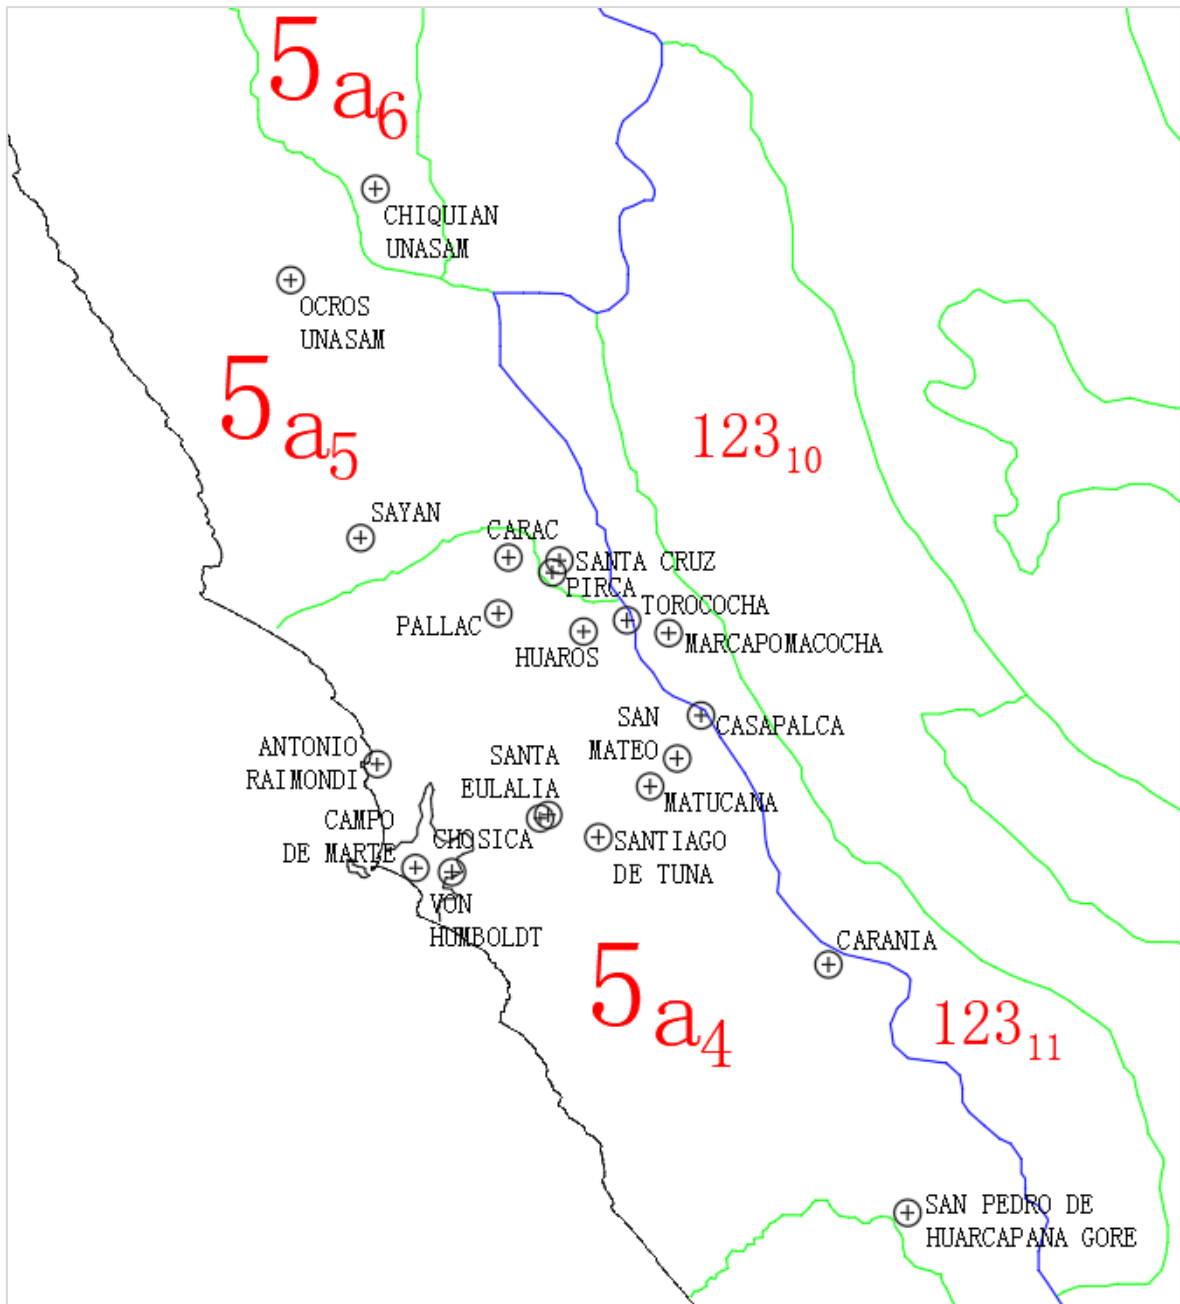 5a6
CHIQUIAN
UNASAM
OCROS
UNASAM
5a5
12310
SAYAN
CARAC
SANTA CRUZ
PIRCA
TOROCOCHA
PALLAC
HUAROS
MARCAPOMACOCHA
SAN
MATEO
CASAPALCA
ANTONIO
RAIMONDI
SANTA
EULALIA
MATUCANA
CAMPO
DE MARTE
CHOSICA
SANTIAGO
DE TUNA
VON
HUMBOLDT
CARANIA
5a4
12311
SAN PEDRO DE
HUARCAPANA GORE